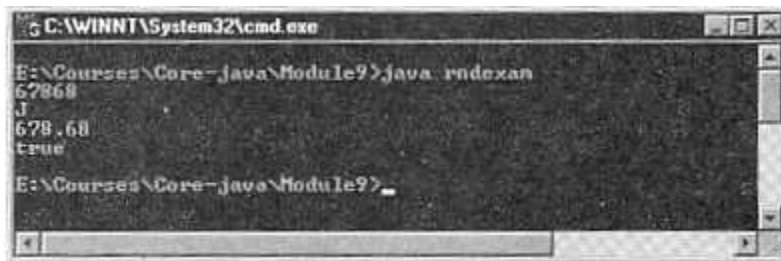 C:\WINNT\System32\cmd.exe
E:\Courses\Core-java\Module9>java rndexam
67868
J
678.68
true
E:\Courses\Core-java\Module9>